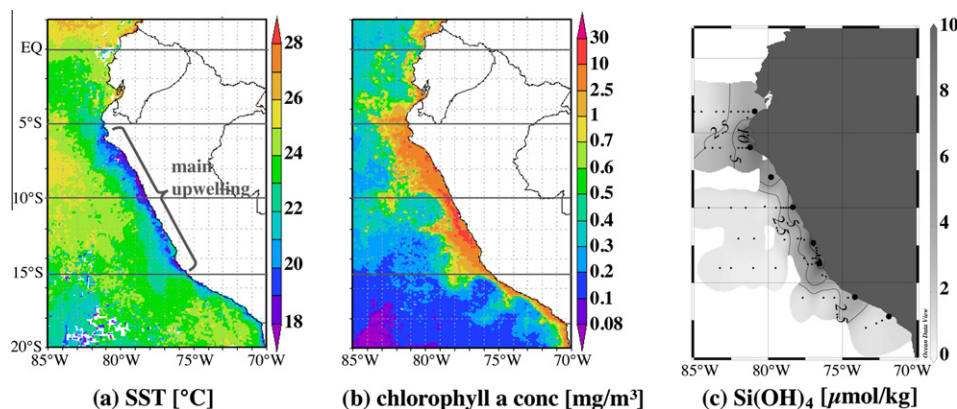 EQ
5°S
10°S
15°S
20°S
85°W
80°W
75°W
70°W
main
upwelling
28
26
24
22
20
18
(a) SST [°C]
85°W
80°W
75°W
70°W
30
10
2.5
1
0.7
0.6
0.5
0.4
0.3
0.2
0.1
0.08
(b) chlorophyll a conc [mg/m³]
2.5
10
5
5
2.5
2.5
85°W
80°W
75°W
70°W
Ocean Data View
10
8
6
4
2
0
(c) Si(OH)₄ [μmol/kg]